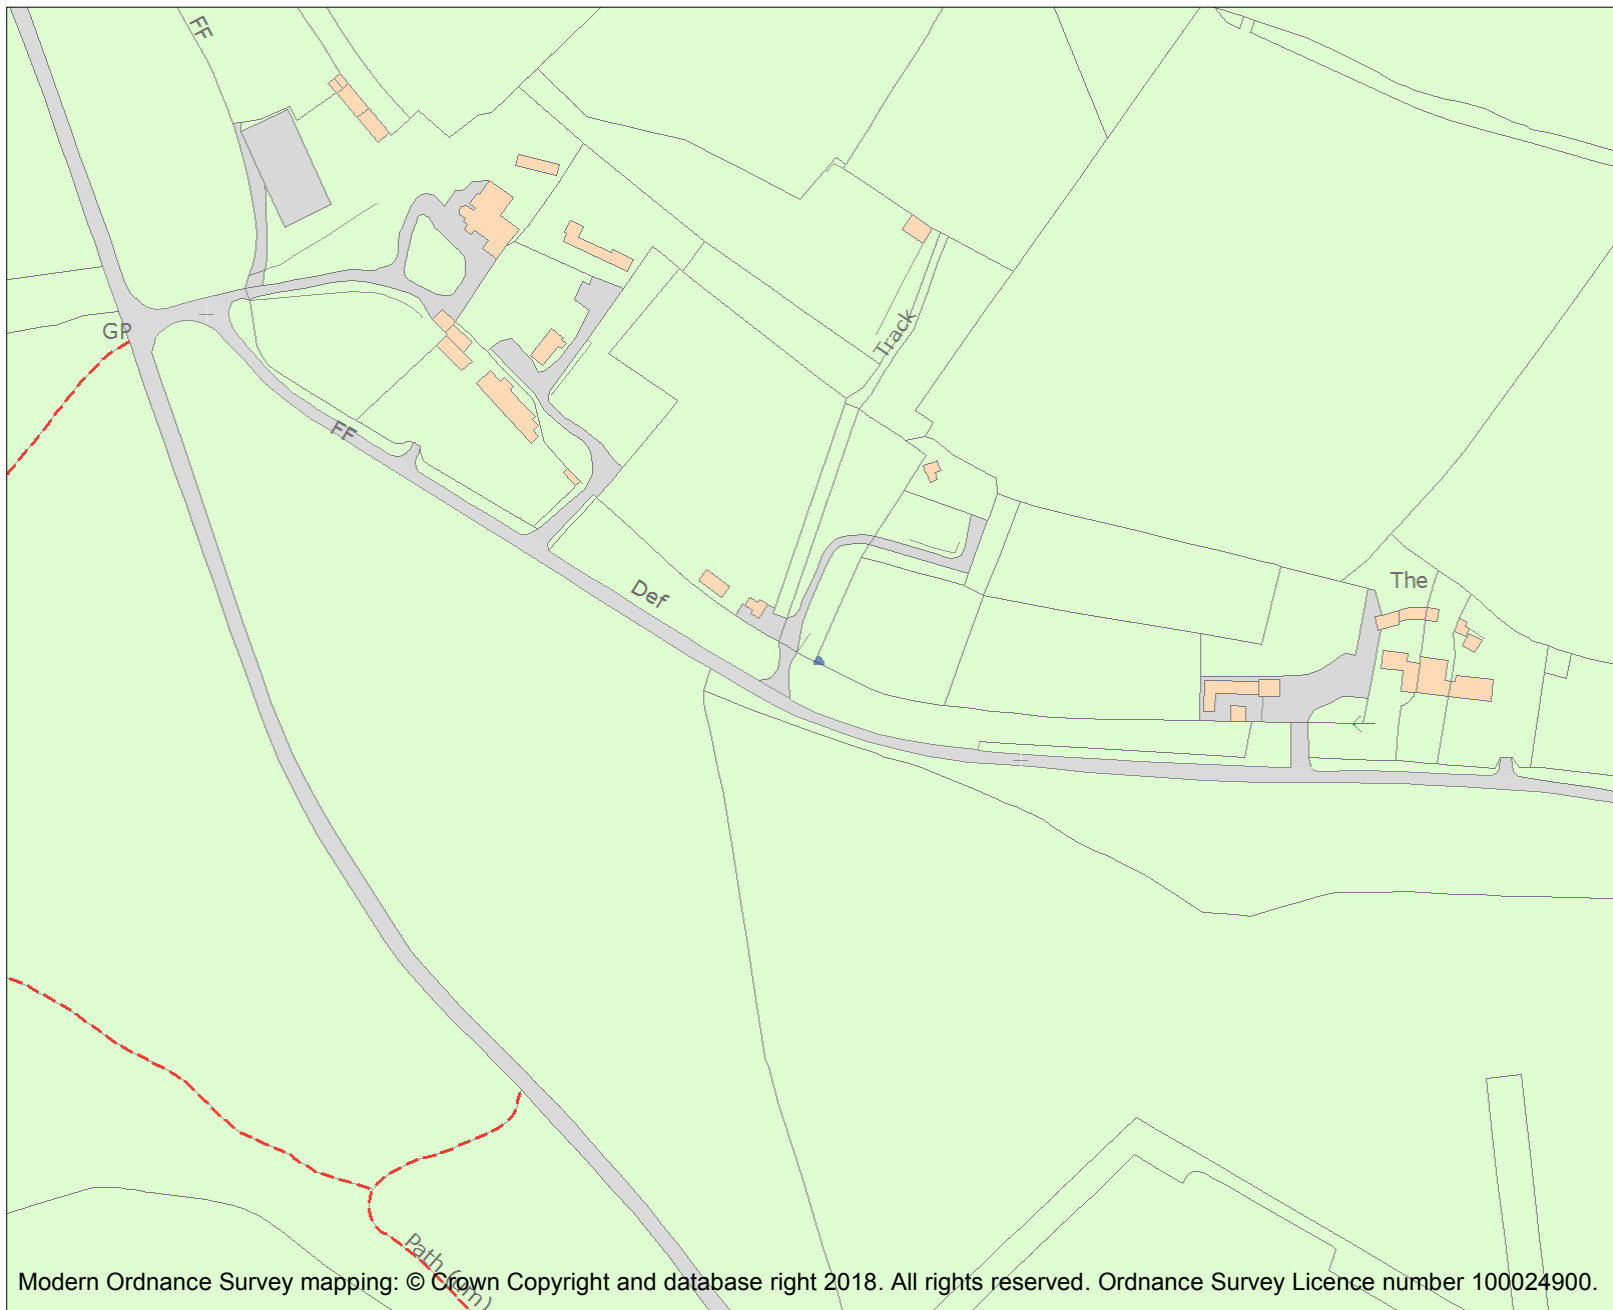 FF
GP
Track
FF
Def
The
Path (um)
Modern Ordnance Survey mapping: © Crown Copyright and database right 2018. All rights reserved. Ordnance Survey Licence number 100024900.